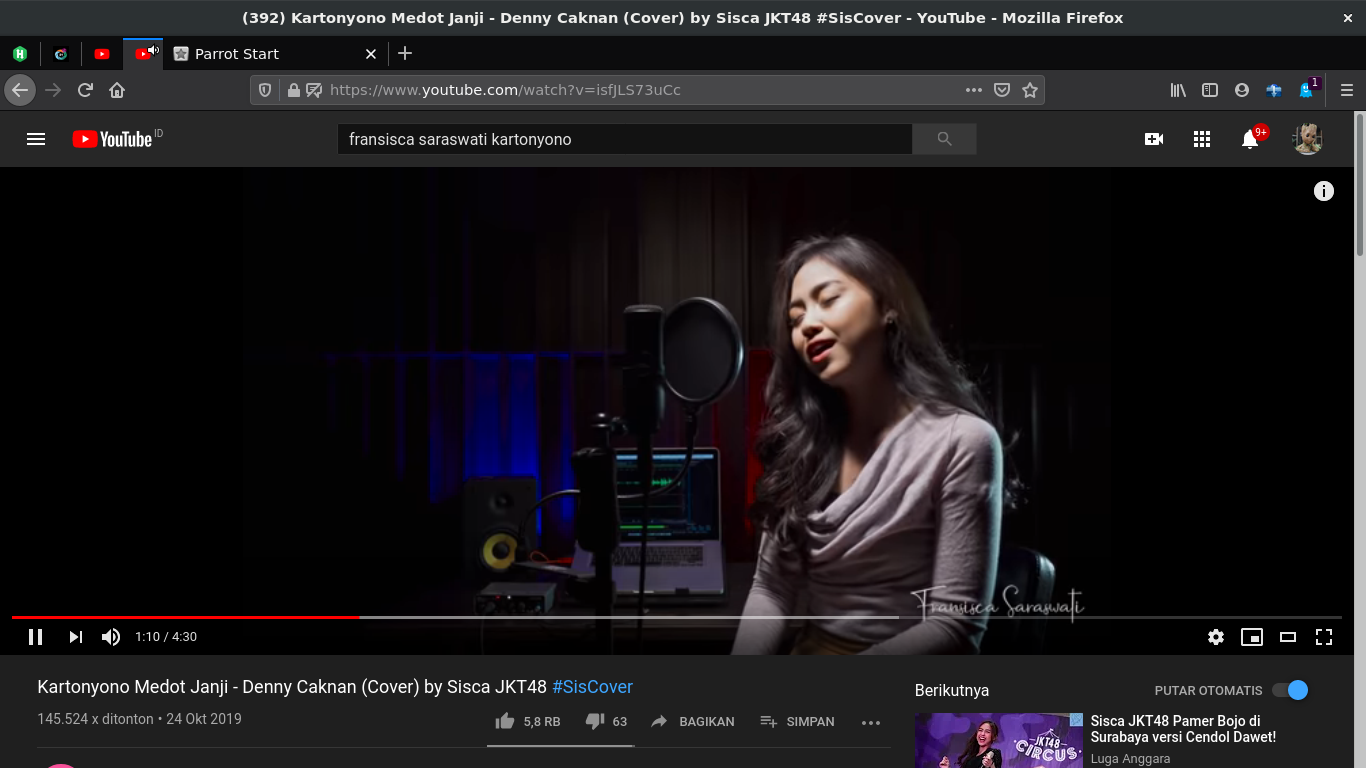 (392) Kartonyono Medot Janji - Denny Caknan (Cover) by Sisca JKT48 #SisCover - YouTube - Mozilla Firefox
Parrot Start
https://www.youtube.com/watch?v=isfJLS73uCc
1
YouTube ID
fransisca saraswati kartonyono
9+
Fransisca Saraswati
1:10 / 4:30
Kartonyono Medot Janji - Denny Caknan (Cover) by Sisca JKT48 #SisCover
145.524 x ditonton • 24 Okt 2019
5,8 RB
63
BAGIKAN
SIMPAN
Berikutnya
PUTAR OTOMATIS
JKT48
CIRCUS
Sisca JKT48 Pamer Bojo di
Surabaya versi Cendol Dawet!
Luga Anggara